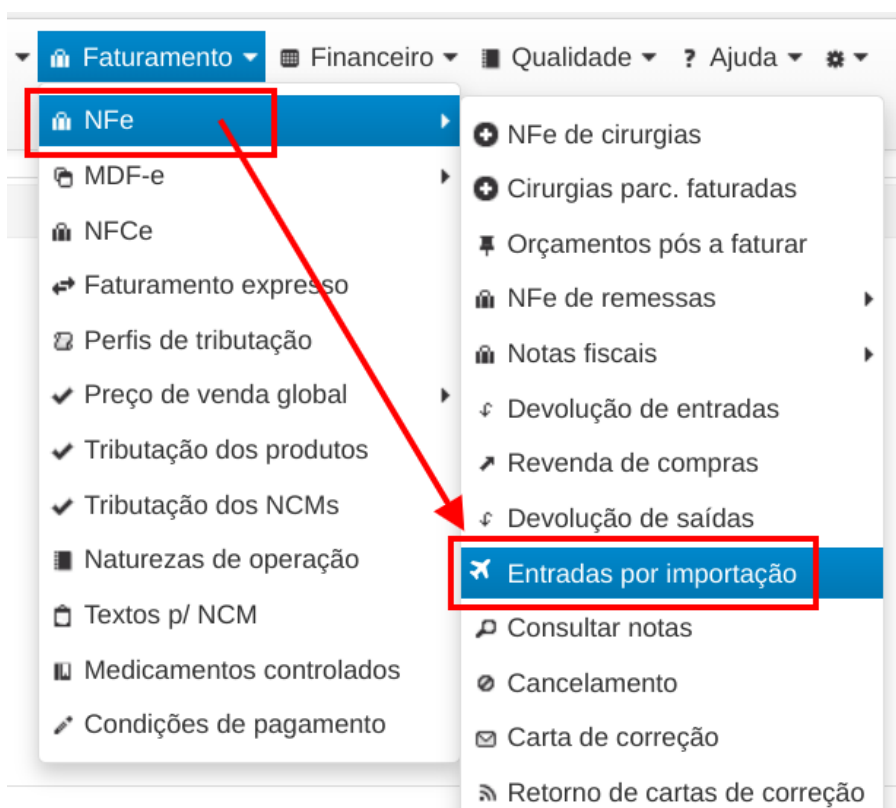 Faturamento Financeiro Qualidade ? Ajuda
NFe
MDF-e
NFCe
Faturamento expresso
Perfis de tributação
Preço de venda global
Tributação dos produtos
Tributação dos NCMs
Naturezas de operação
Textos p/ NCM
Medicamentos controlados
Condições de pagamento
NFe de cirurgias
Cirurgias parc. faturadas
Orçamentos pós a faturar
NFe de remessas
Notas fiscais
Devolução de entradas
Revenda de compras
Devolução de saídas
Entradas por importação
Consultar notas
Cancelamento
Carta de correção
Retorno de cartas de correção